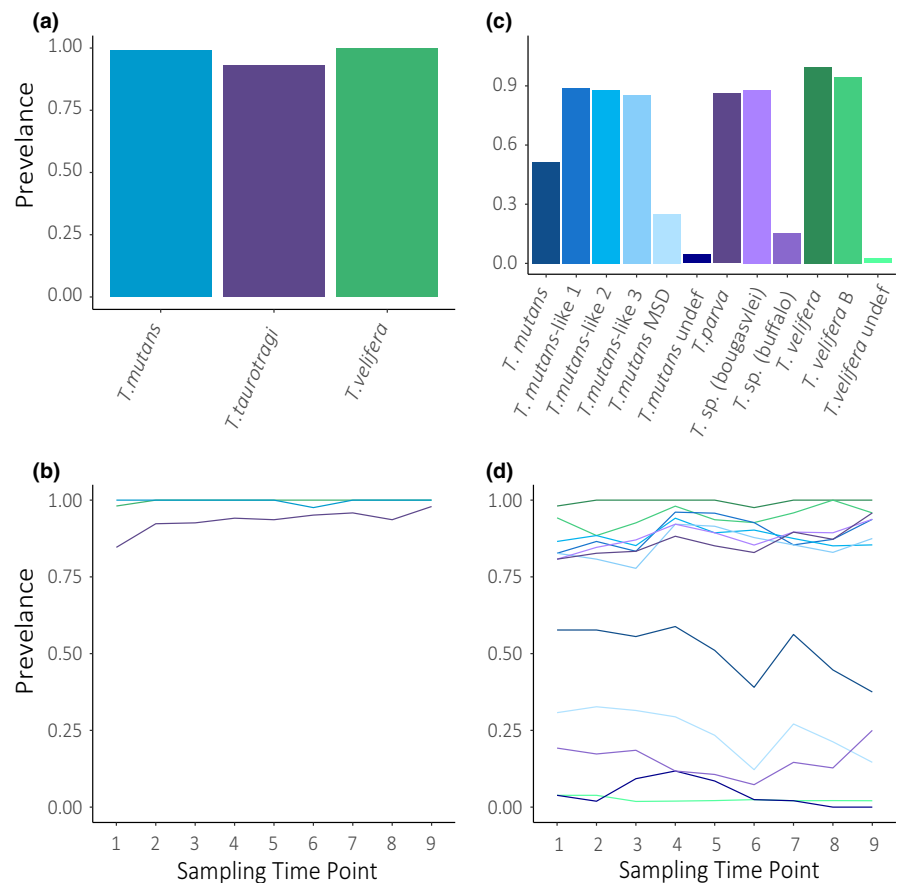 (a)
Prevelance
1.00
0.75
0.50
0.25
0.00
T.mutans
T.taurotragi
T.velifera
(c)
0.9
0.6
0.3
0.0
T. mutans
T. mutans-like 1
T.mutans-like 2
T.mutans-like 3
T.mutans MSD
T.mutans undef
T.parva
T. sp. (bougasvlei)
T. sp. (buffalo)
T. velifera
T. velifera B
T.velifera undef
(b)
Prevelance
1.00
0.75
0.50
0.25
0.00
1 2 3 4 5 6 7 8 9
Sampling Time Point
(d)
1.00
0.75
0.50
0.25
0.00
1 2 3 4 5 6 7 8 9
Sampling Time Point